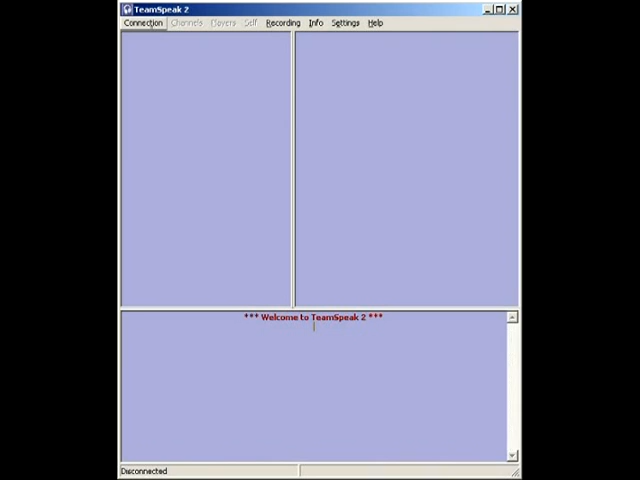 TeamSpeak 2
Connection Channels Players Self Recording Info Settings Help
*** Welcome to TeamSpeak 2 ***
Disconnected